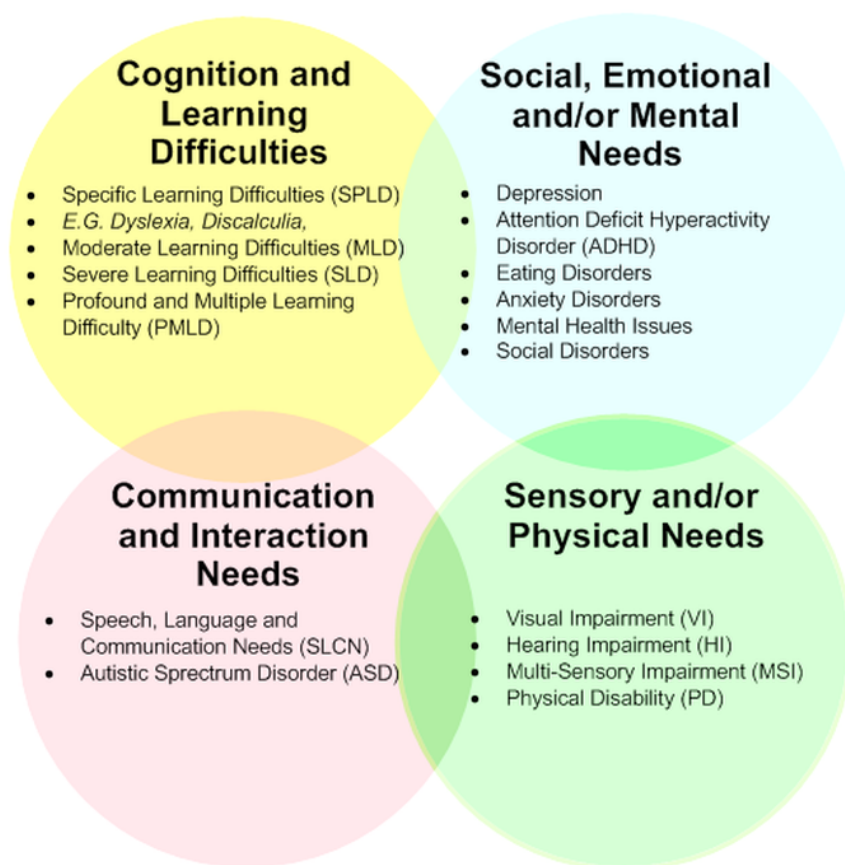 Cognition and
Learning
Difficulties
• Specific Learning Difficulties (SPLD)
• E.G. Dyslexia, Discalculia,
• Moderate Learning Difficulties (MLD)
• Severe Learning Difficulties (SLD)
• Profound and Multiple Learning
Difficulty (PMLD)
Social, Emotional
and/or Mental
Needs
• Depression
• Attention Deficit Hyperactivity
Disorder (ADHD)
• Eating Disorders
• Anxiety Disorders
• Mental Health Issues
• Social Disorders
Communication
and Interaction
Needs
• Speech, Language and
Communication Needs (SLCN)
• Autistic Sprectrum Disorder (ASD)
Sensory and/or
Physical Needs
• Visual Impairment (VI)
• Hearing Impairment (HI)
• Multi-Sensory Impairment (MSI)
• Physical Disability (PD)